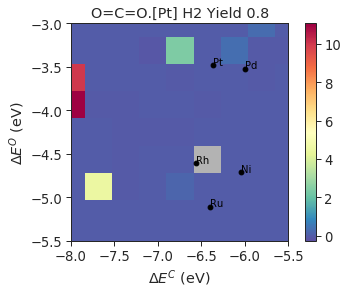 O=C=O.[Pt] H2 Yield 0.8
−3.0
−3.5
−4.0
−4.5
−5.0
−5.5
ΔE^O (eV)
Pt
Pd
Rh
Ni
Ru
−8.0 −7.5 −7.0 −6.5 −6.0 −5.5
ΔE^C (eV)
10
8
6
4
2
0